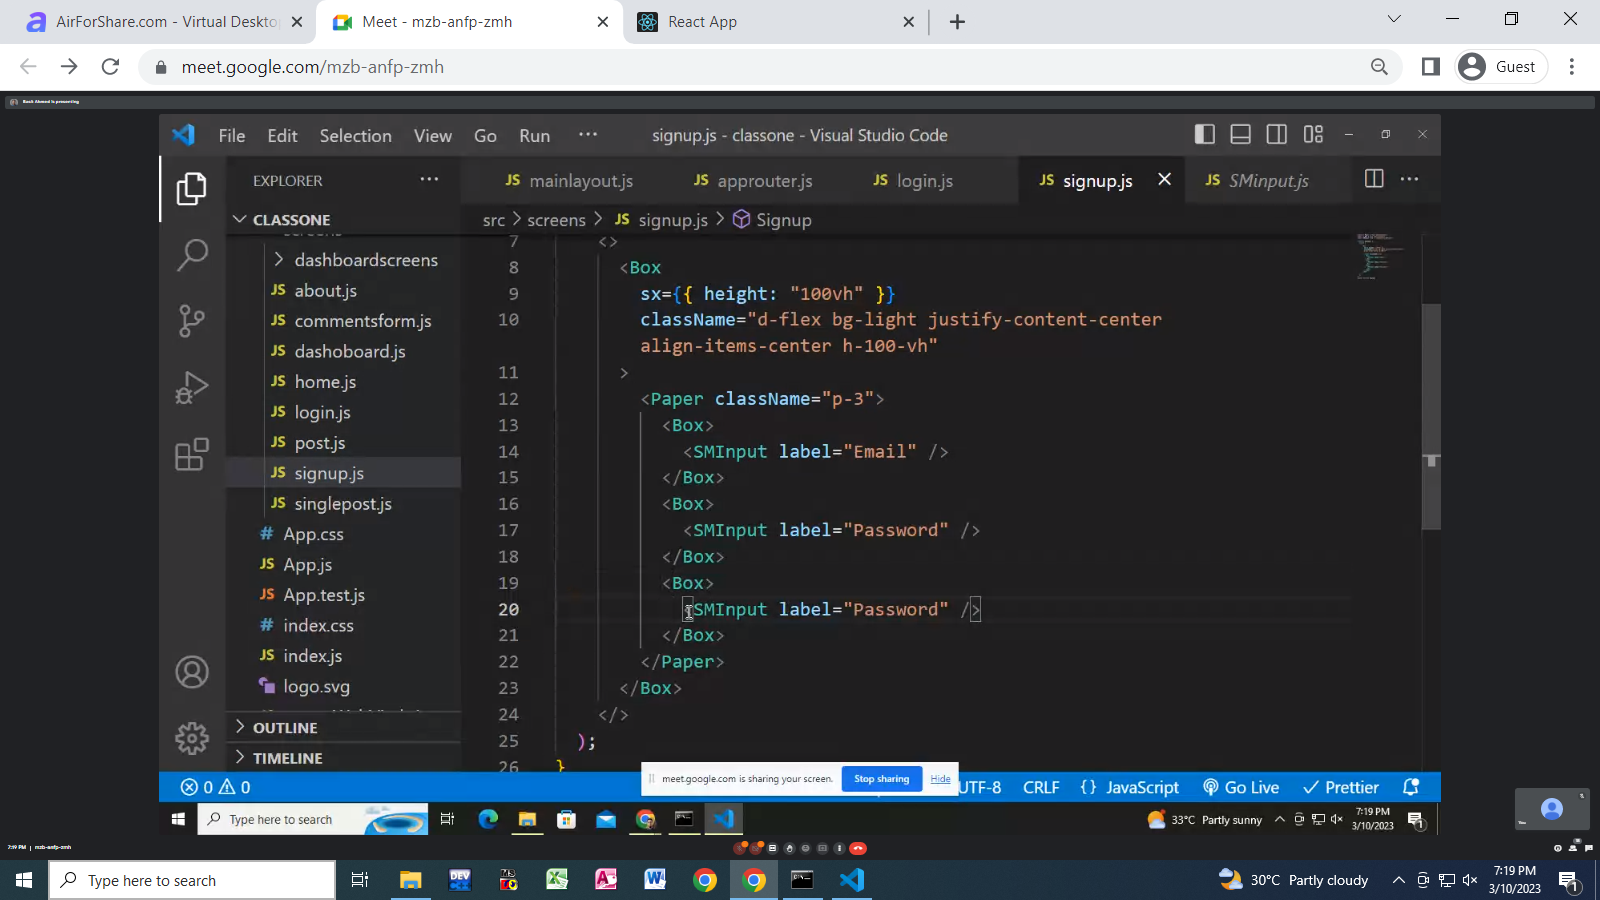 AirForShare.com - Virtual Deskto
Meet - mzb-anfp-zmh
React App
meet.google.com/mzb-anfp-zmh
Guest
File Edit Selection View Go Run ···
signup.js - classone - Visual Studio Code
EXPLORER
JS mainlayout.js
JS approuter.js
JS login.js
JS signup.js
JS SMinput.js
CLASSONE
src > screens > JS signup.js > Signup
dashboardscreens
JS about.js
JS commentsform.js
JS dashoboard.js
JS home.js
JS login.js
JS post.js
JS signup.js
JS singlepost.js
# App.css
JS App.js
JS App.test.js
# index.css
JS index.js
logo.svg
OUTLINE
TIMELINE
7 <>
8 <Box
9 sx={{ height: "100vh" }}
10 className="d-flex bg-light justify-content-center
align-items-center h-100-vh"
11 >
12 <Paper className="p-3">
13 <Box>
14 <SMInput label="Email" />
15 </Box>
16 <Box>
17 <SMInput label="Password" />
18 </Box>
19 <Box>
20 <SMInput label="Password" />
21 </Box>
22 </Paper>
23 </Box>
24 </>
25 );
26 }
0 0
meet.google.com is sharing your screen.
Stop sharing
Hide
UTF-8 CRLF {} JavaScript Go Live Prettier
Type here to search
33°C Partly sunny
7:19 PM
3/10/2023
1
7:19 PM | mzb-anfp-zmh
Type here to search
30°C Partly cloudy
7:19 PM
3/10/2023
1